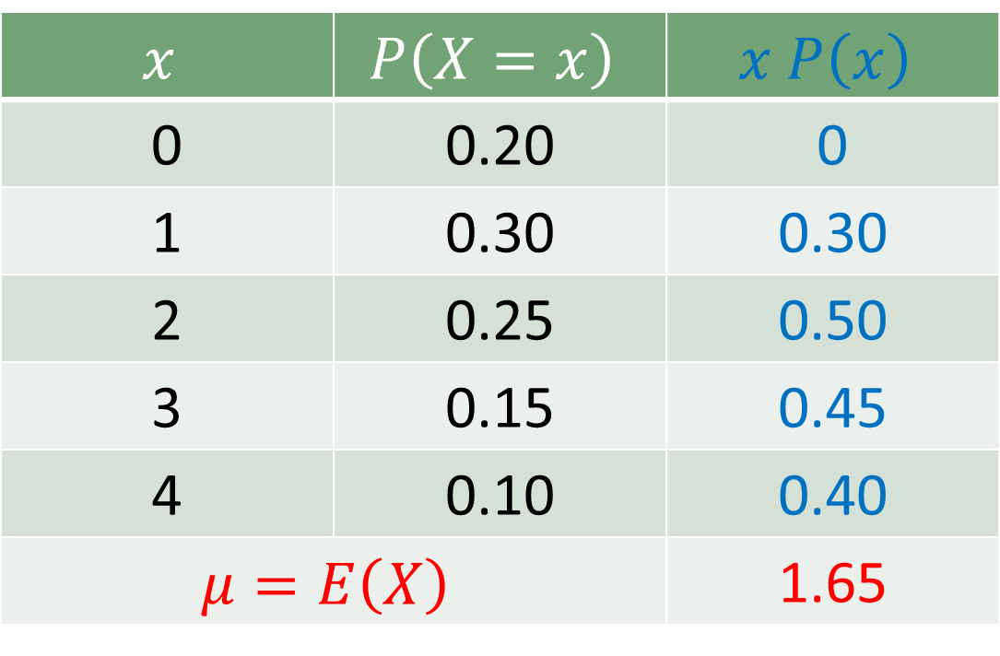 x P(X = x) x P(x)
0 0.20 0
1 0.30 0.30
2 0.25 0.50
3 0.15 0.45
4 0.10 0.40
μ = E(X) 1.65